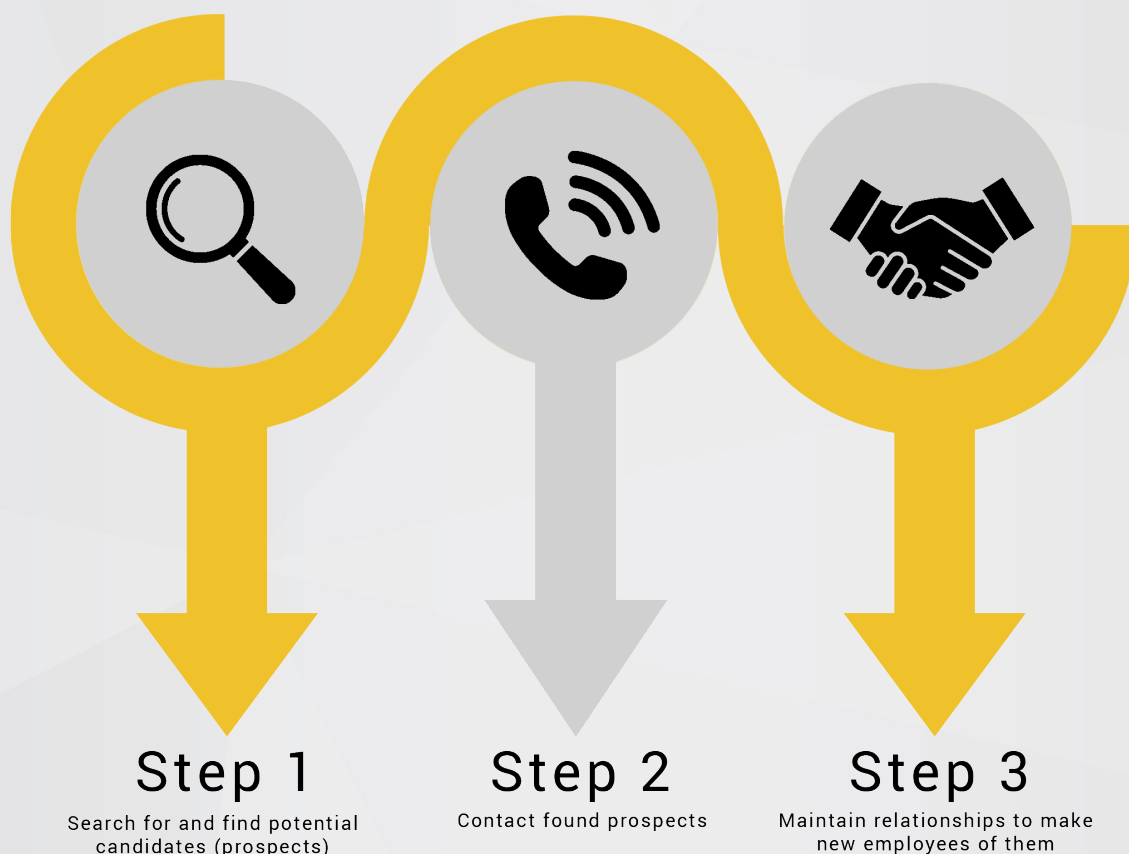 Step 1
Search for and find potential
candidates (prospects)
Step 2
Contact found prospects
Step 3
Maintain relationships to make
new employees of them